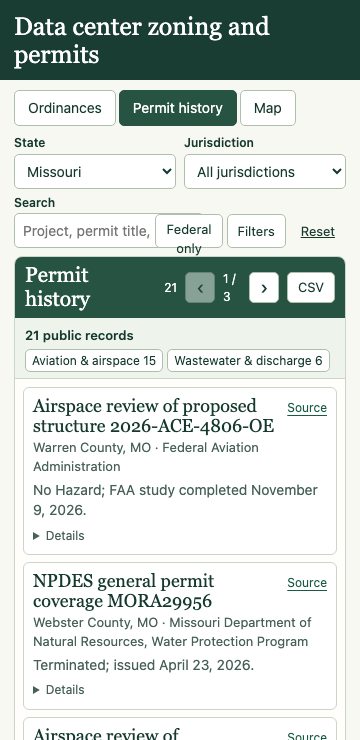 Data center zoning and
permits
Ordinances
Permit history
Map
State
Jurisdiction
Missouri
All jurisdictions
Search
Project, permit title,
Federal
only
Filters
Reset
Permit
history
21
‹
1 /
3
›
CSV
21 public records
Aviation & airspace 15
Wastewater & discharge 6
Airspace review of proposed
structure 2026-ACE-4806-OE
Source
Warren County, MO · Federal Aviation
Administration
No Hazard; FAA study completed November
9, 2026.
▸ Details
NPDES general permit
coverage MORA29956
Source
Webster County, MO · Missouri Department of
Natural Resources, Water Protection Program
Terminated; issued April 23, 2026.
▸ Details
Airspace review of
Source